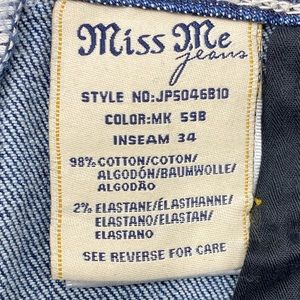 Miss Me
jeans
STYLE NO:JP5046B10
COLOR:MK 59B
INSEAM 34
98% COTTON/COTON/
ALGODÓN/BAUMWOLLE/
ALGODÃO
2% ELASTANE/ÉLASTHANNE/
ELASTANO/ELASTAN/
ELASTANO
SEE REVERSE FOR CARE